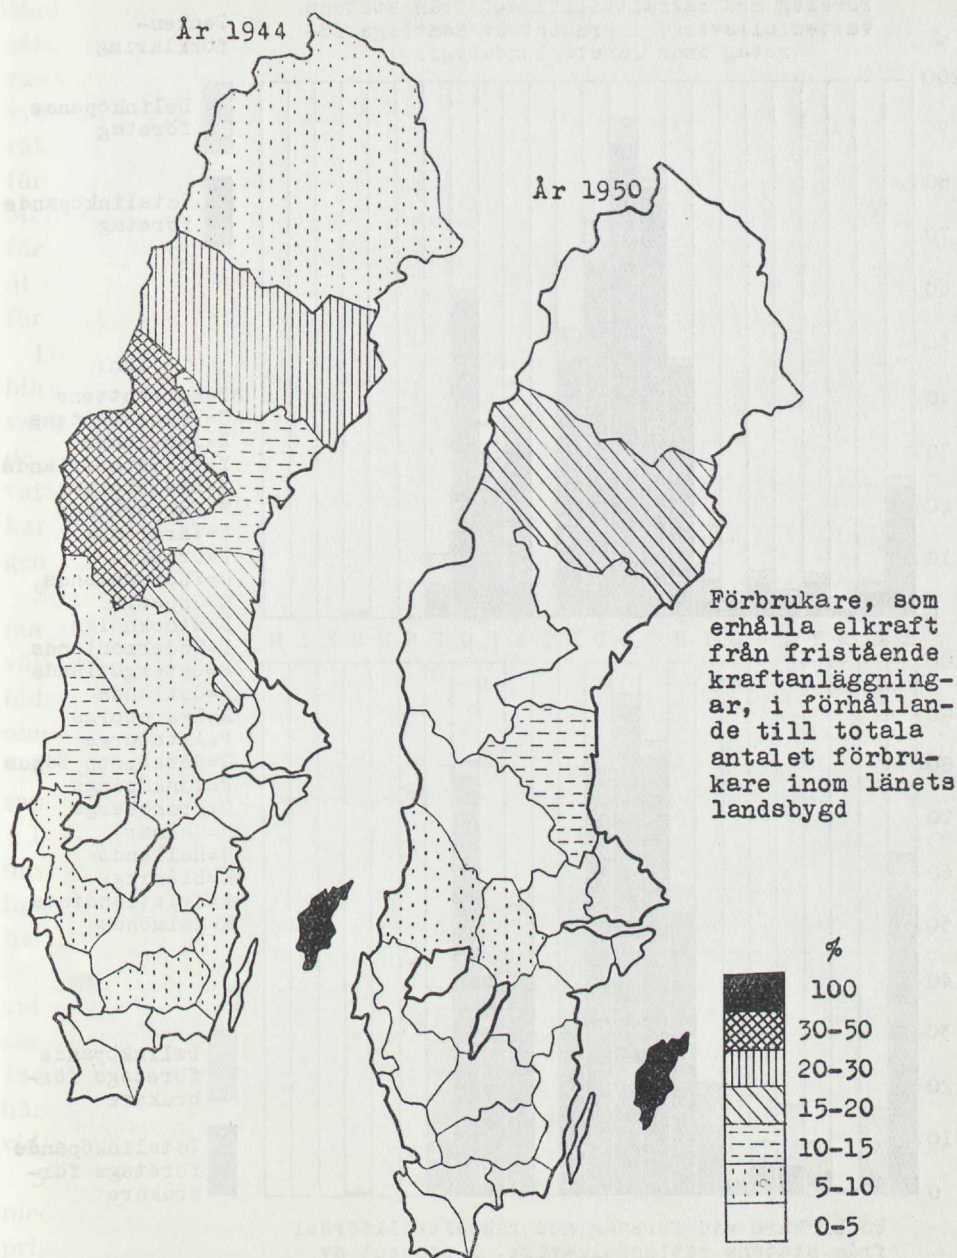 År 1944
År 1950
Förbrukare, som
erhålla elkraft
från fristående
kraftanläggning-
ar, i förhållan-
de till totala
antalet förbru-
kare inom länets
landsbygd
%
100
30-50
20-30
15-20
10-15
5-10
0-5